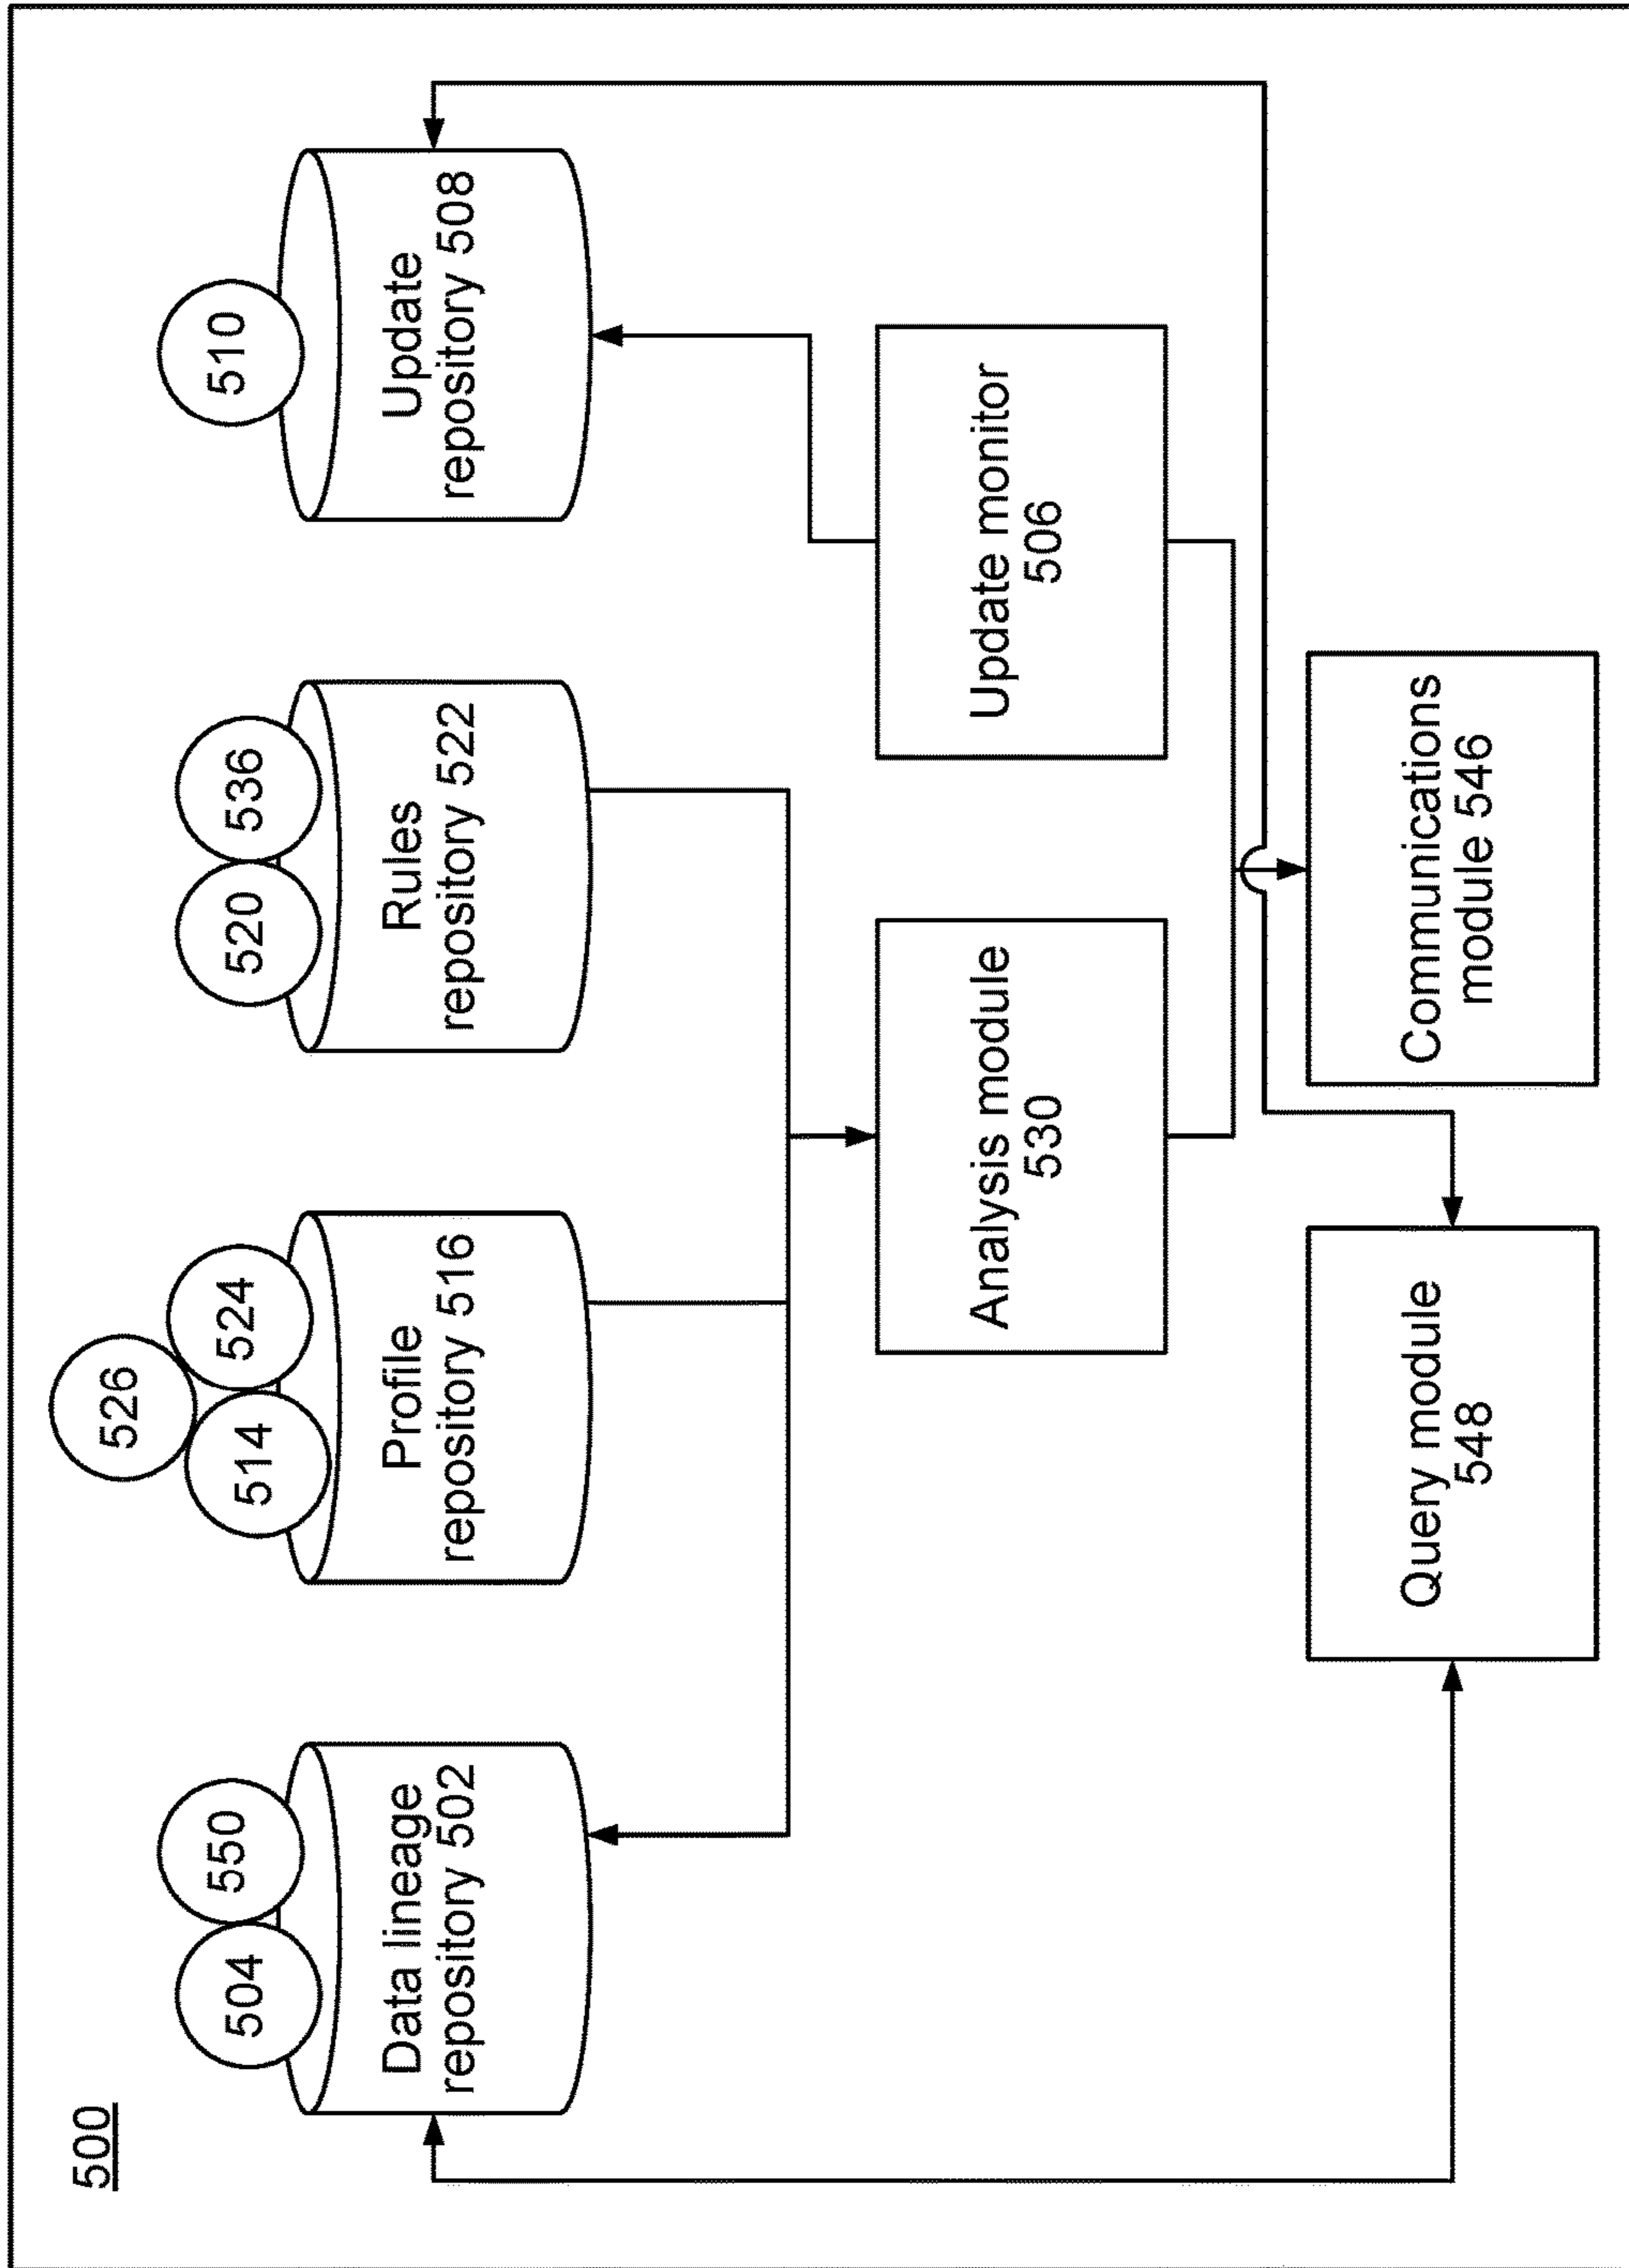 500
526
504
550
514
524
520
536
510
Data lineage
repository 502
Profile
repository 516
Rules
repository 522
Update
repository 508
Analysis module
530
Update monitor
506
Query module
548
Communications
module 546